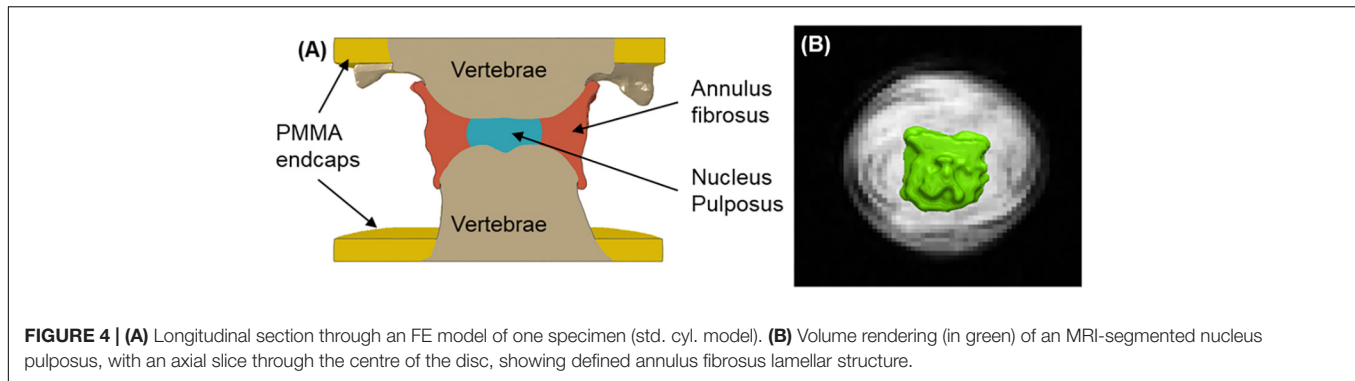 (A)
Vertebrae
PMMA
endcaps
Annulus
fibrosus
Nucleus
Pulposus
Vertebrae
(B)
FIGURE 4 | (A) Longitudinal section through an FE model of one specimen (std. cyl. model). (B) Volume rendering (in green) of an MRI-segmented nucleus
pulposus, with an axial slice through the centre of the disc, showing defined annulus fibrosus lamellar structure.